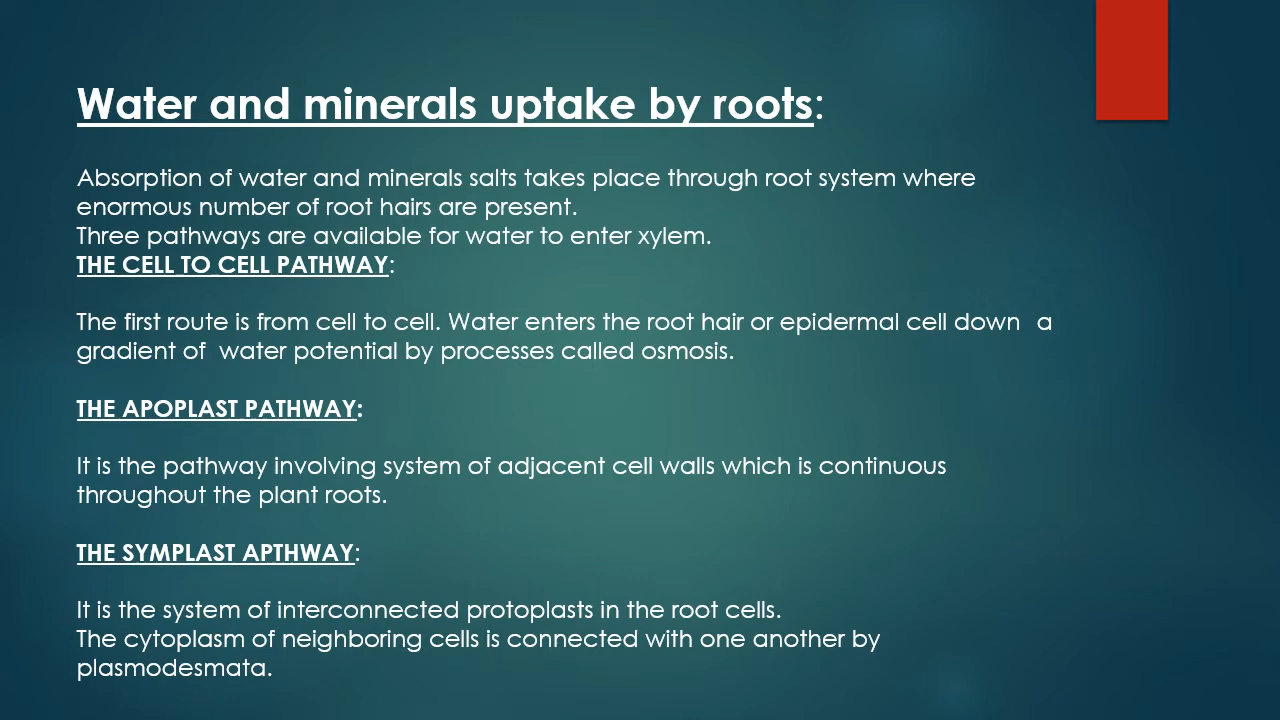 Water and minerals uptake by roots:
Absorption of water and minerals salts takes place through root system where
enormous number of root hairs are present.
Three pathways are available for water to enter xylem.
THE CELL TO CELL PATHWAY:
The first route is from cell to cell. Water enters the root hair or epidermal cell down  a
gradient of  water potential by processes called osmosis.
THE APOPLAST PATHWAY:
It is the pathway involving system of adjacent cell walls which is continuous
throughout the plant roots.
THE SYMPLAST APTHWAY:
It is the system of interconnected protoplasts in the root cells.
The cytoplasm of neighboring cells is connected with one another by
plasmodesmata.